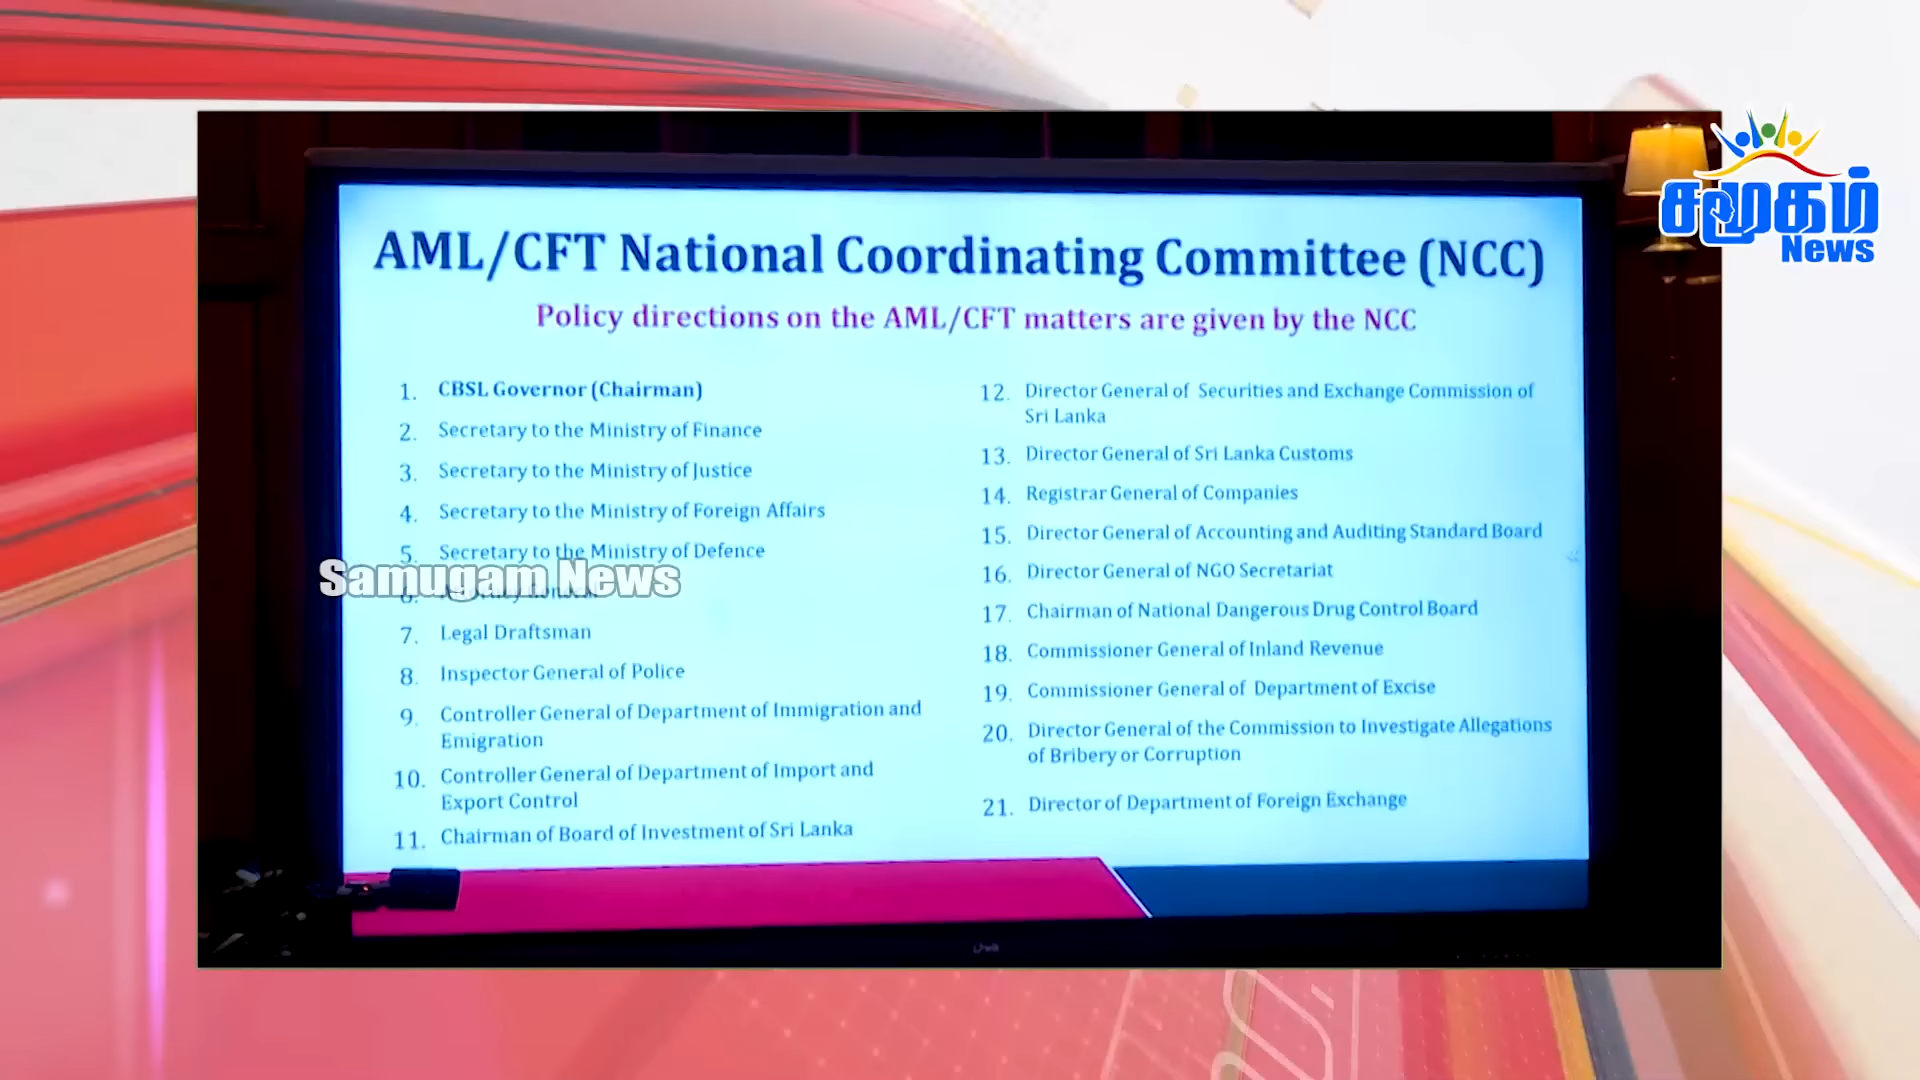 AML/CFT National Coordinating Committee (NCC)
Policy directions on the AML/CFT matters are given by the NCC
1. CBSL Governor (Chairman)
2. Secretary to the Ministry of Finance
3. Secretary to the Ministry of Justice
4. Secretary to the Ministry of Foreign Affairs
5. Secretary to the Ministry of Defence
Samugam News
7. Legal Draftsman
8. Inspector General of Police
9. Controller General of Department of Immigration and
Emigration
10. Controller General of Department of Import and
Export Control
11. Chairman of Board of Investment of Sri Lanka
12. Director General of Securities and Exchange Commission of
Sri Lanka
13. Director General of Sri Lanka Customs
14. Registrar General of Companies
15. Director General of Accounting and Auditing Standard Board
16. Director General of NGO Secretariat
17. Chairman of National Dangerous Drug Control Board
18. Commissioner General of Inland Revenue
19. Commissioner General of Department of Excise
20. Director General of the Commission to Investigate Allegations
of Bribery or Corruption
21. Director of Department of Foreign Exchange
சமூகம்
News